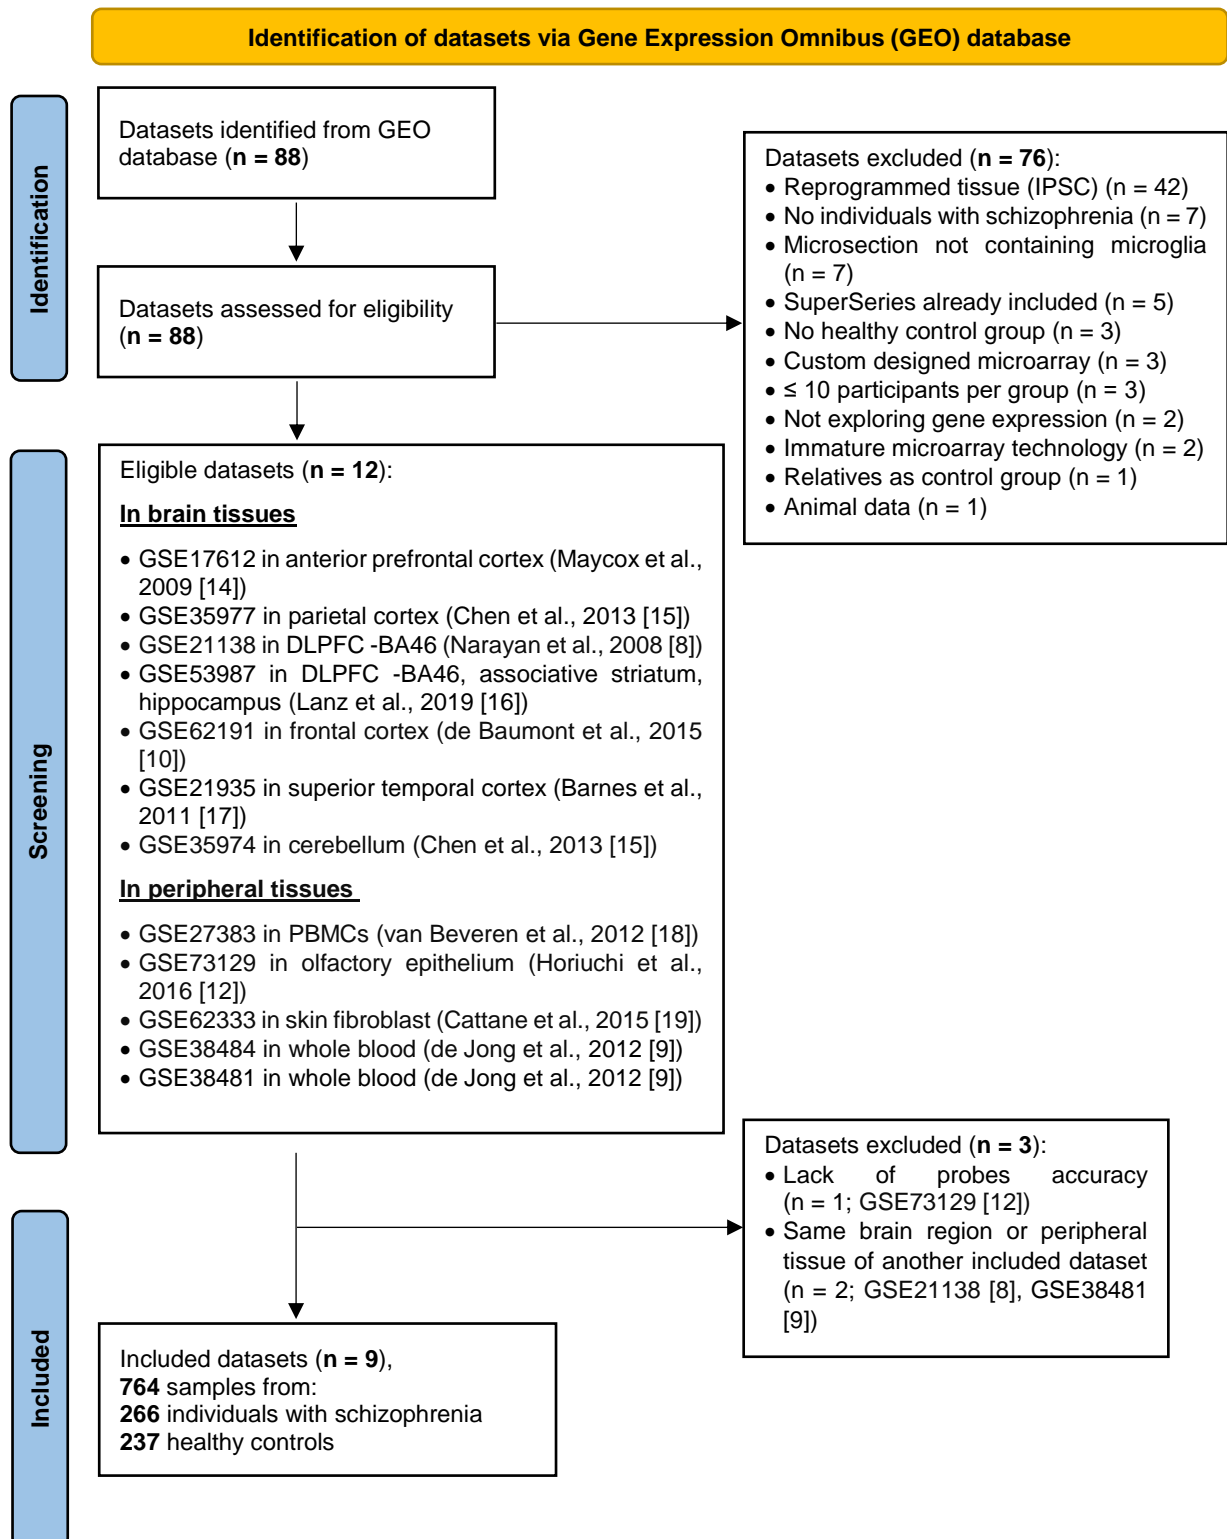 Identification of datasets via Gene Expression Omnibus (GEO) database
Identification
Datasets identified from GEO
database (n = 88)
Datasets assessed for eligibility
(n = 88)
Datasets excluded (n = 76):
• Reprogrammed tissue (IPSC) (n = 42)
• No individuals with schizophrenia (n = 7)
• Microsection not containing microglia
(n = 7)
• SuperSeries already included (n = 5)
• No healthy control group (n = 3)
• Custom designed microarray (n = 3)
• ≤ 10 participants per group (n = 3)
• Not exploring gene expression (n = 2)
• Immature microarray technology (n = 2)
• Relatives as control group (n = 1)
• Animal data (n = 1)
Screening
Eligible datasets (n = 12):
In brain tissues
• GSE17612 in anterior prefrontal cortex (Maycox et al.,
2009 [14])
• GSE35977 in parietal cortex (Chen et al., 2013 [15])
• GSE21138 in DLPFC -BA46 (Narayan et al., 2008 [8])
• GSE53987 in DLPFC -BA46, associative striatum,
hippocampus (Lanz et al., 2019 [16])
• GSE62191 in frontal cortex (de Baumont et al., 2015
[10])
• GSE21935 in superior temporal cortex (Barnes et al.,
2011 [17])
• GSE35974 in cerebellum (Chen et al., 2013 [15])
In peripheral tissues
• GSE27383 in PBMCs (van Beveren et al., 2012 [18])
• GSE73129 in olfactory epithelium (Horiuchi et al.,
2016 [12])
• GSE62333 in skin fibroblast (Cattane et al., 2015 [19])
• GSE38484 in whole blood (de Jong et al., 2012 [9])
• GSE38481 in whole blood (de Jong et al., 2012 [9])
Datasets excluded (n = 3):
• Lack of probes accuracy
(n = 1; GSE73129 [12])
• Same brain region or peripheral
tissue of another included dataset
(n = 2; GSE21138 [8], GSE38481
[9])
Included
Included datasets (n = 9),
764 samples from:
266 individuals with schizophrenia
237 healthy controls